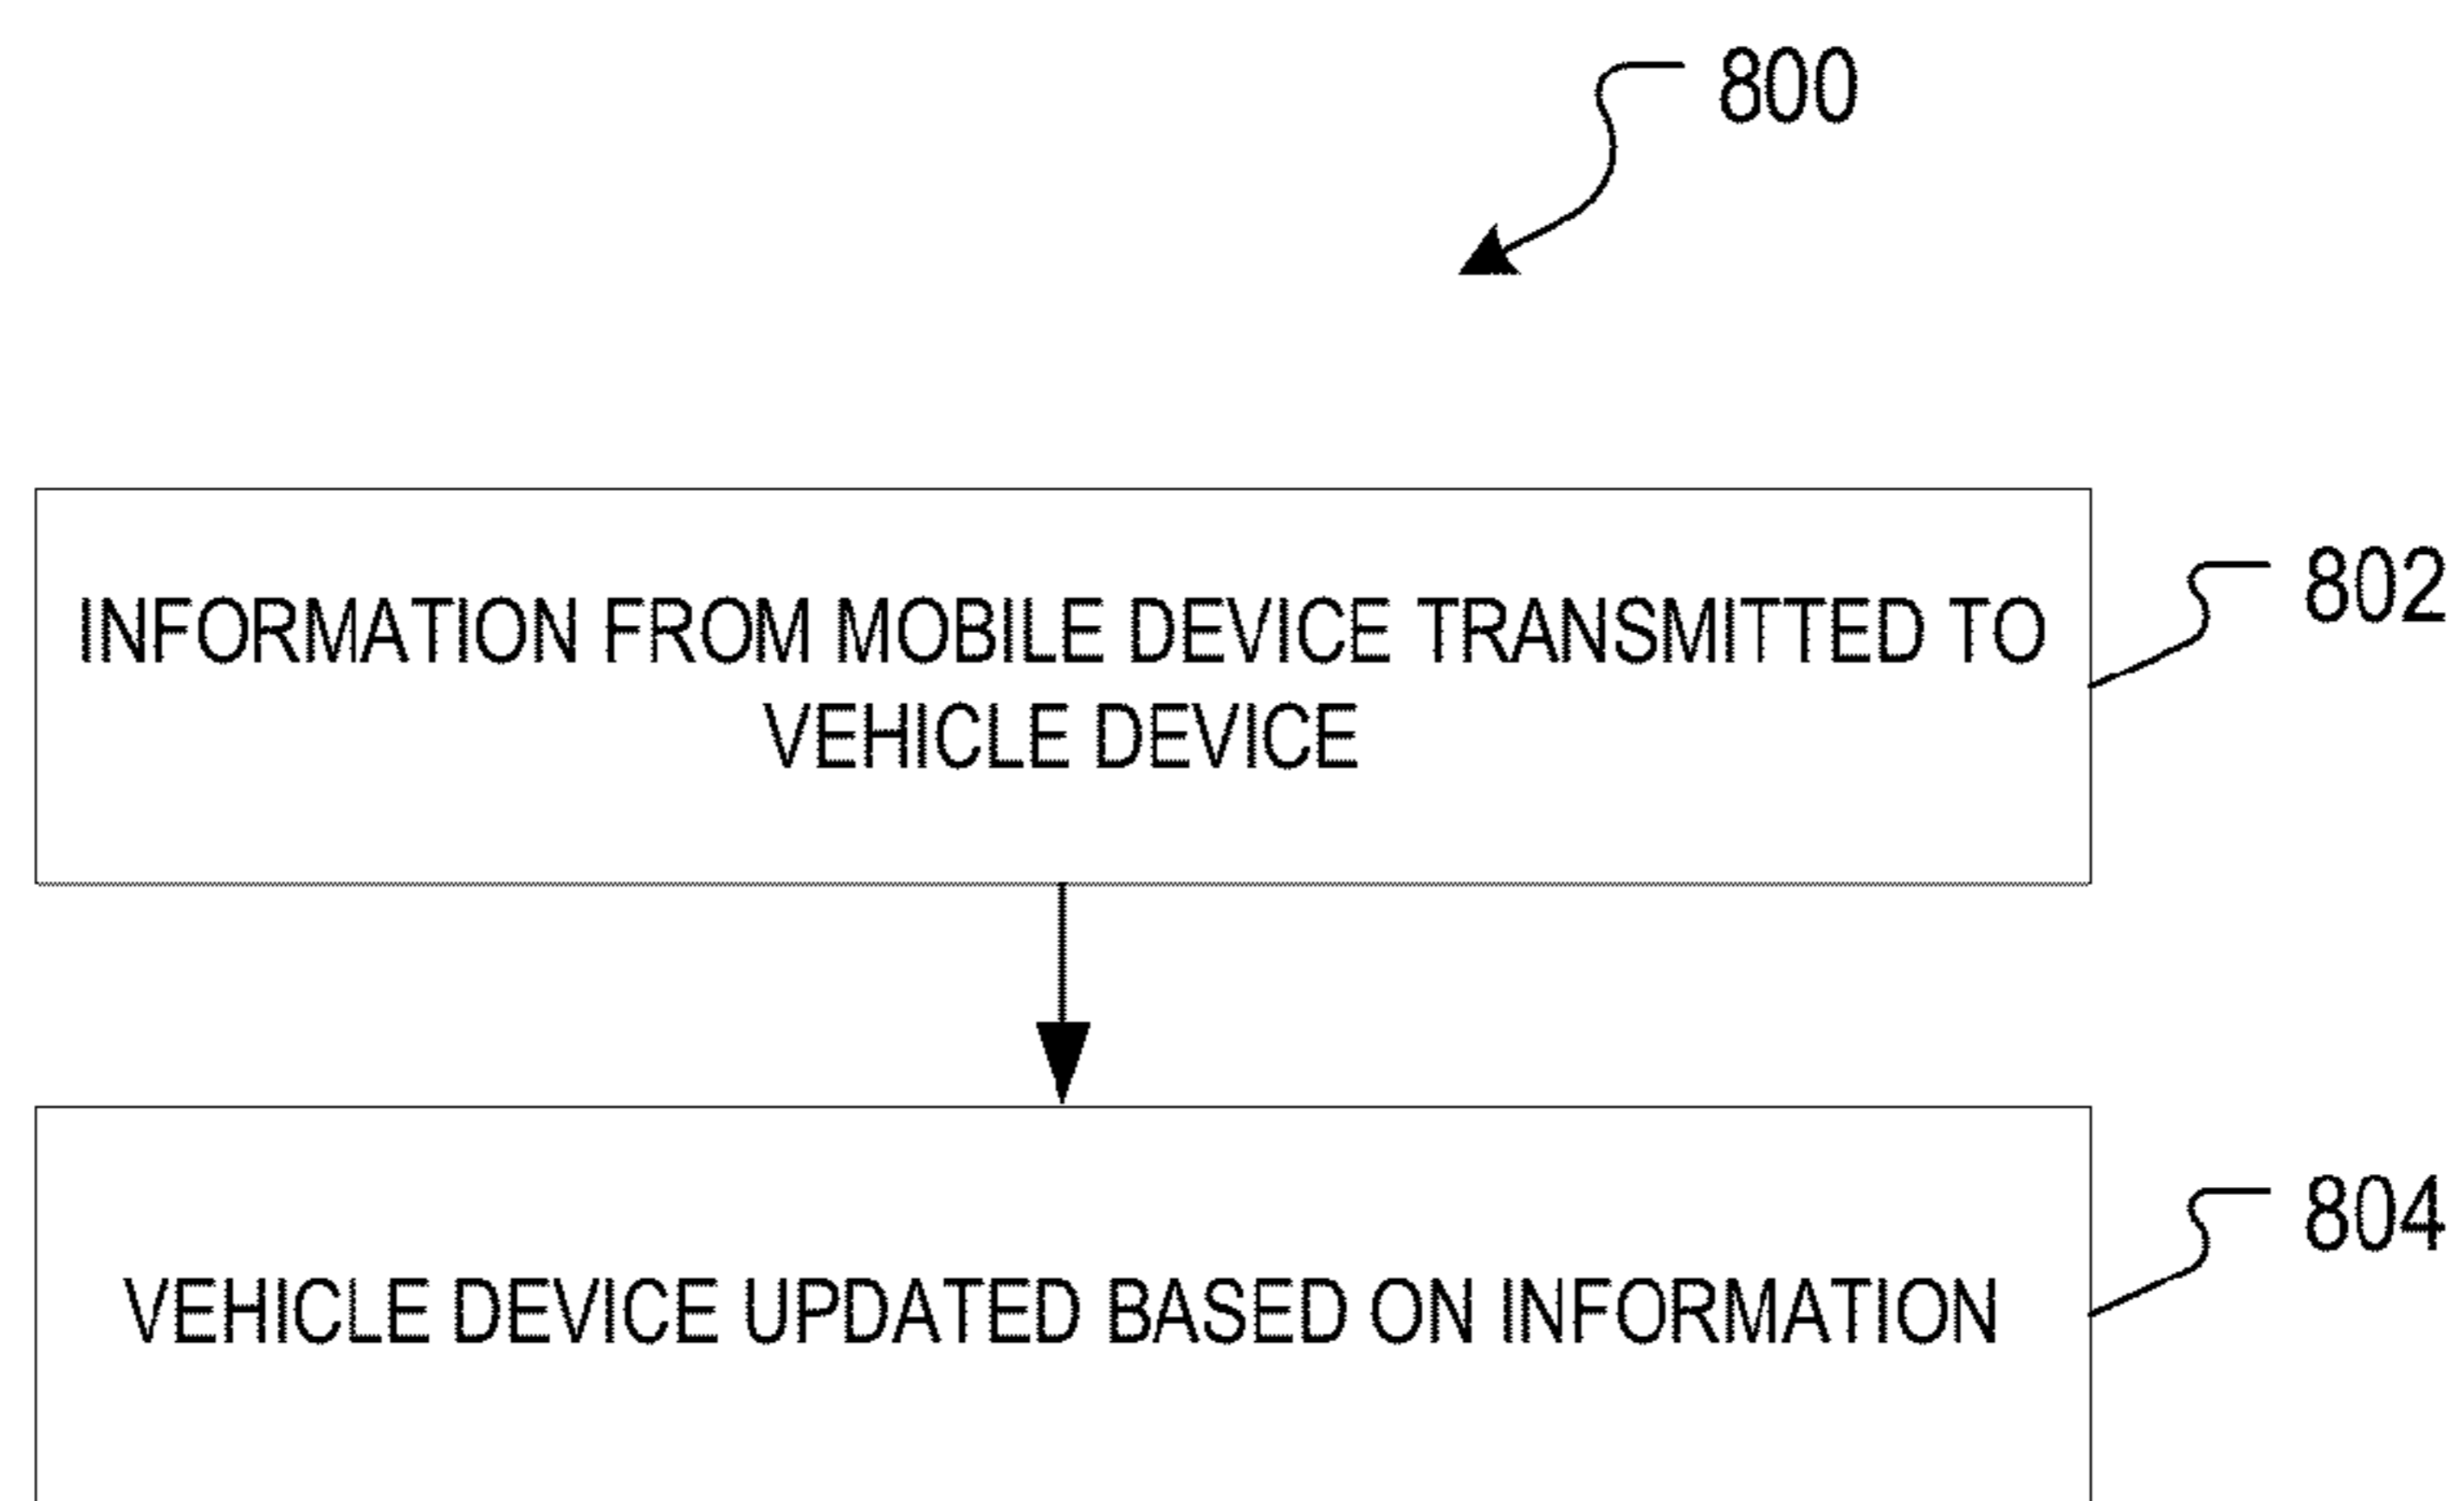 800
INFORMATION FROM MOBILE DEVICE TRANSMITTED TO
VEHICLE DEVICE
802
VEHICLE DEVICE UPDATED BASED ON INFORMATION
804